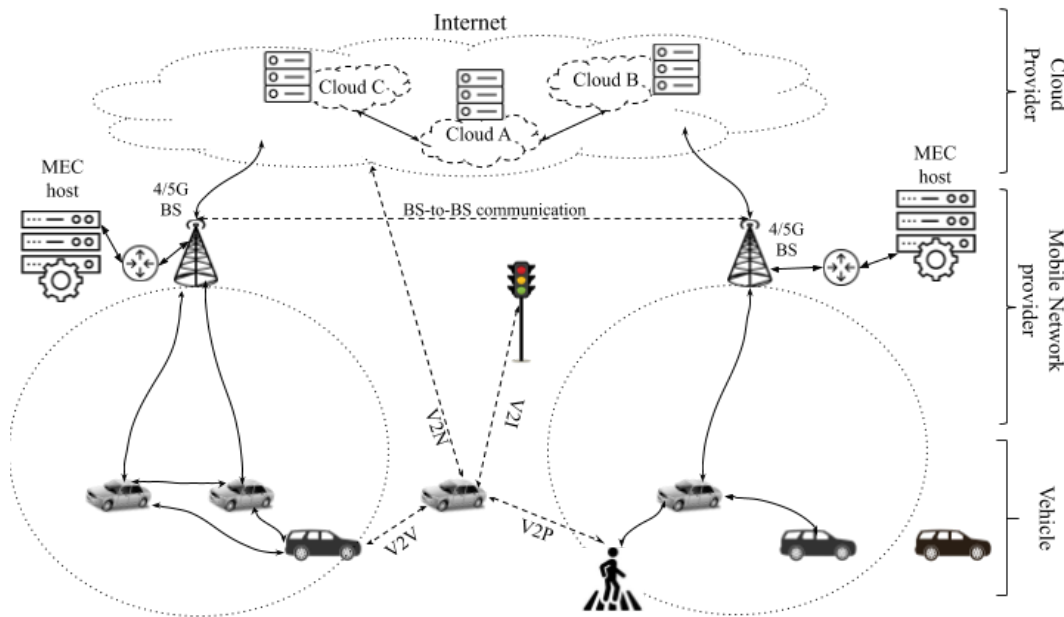 Internet
Cloud
Provider
Cloud C
Cloud B
Cloud A
MEC
host
4/5G
BS
BS-to-BS communication
MEC
host
4/5G
BS
Mobile Network
provider
V2N
V2I
V2V
V2P
Vehicle